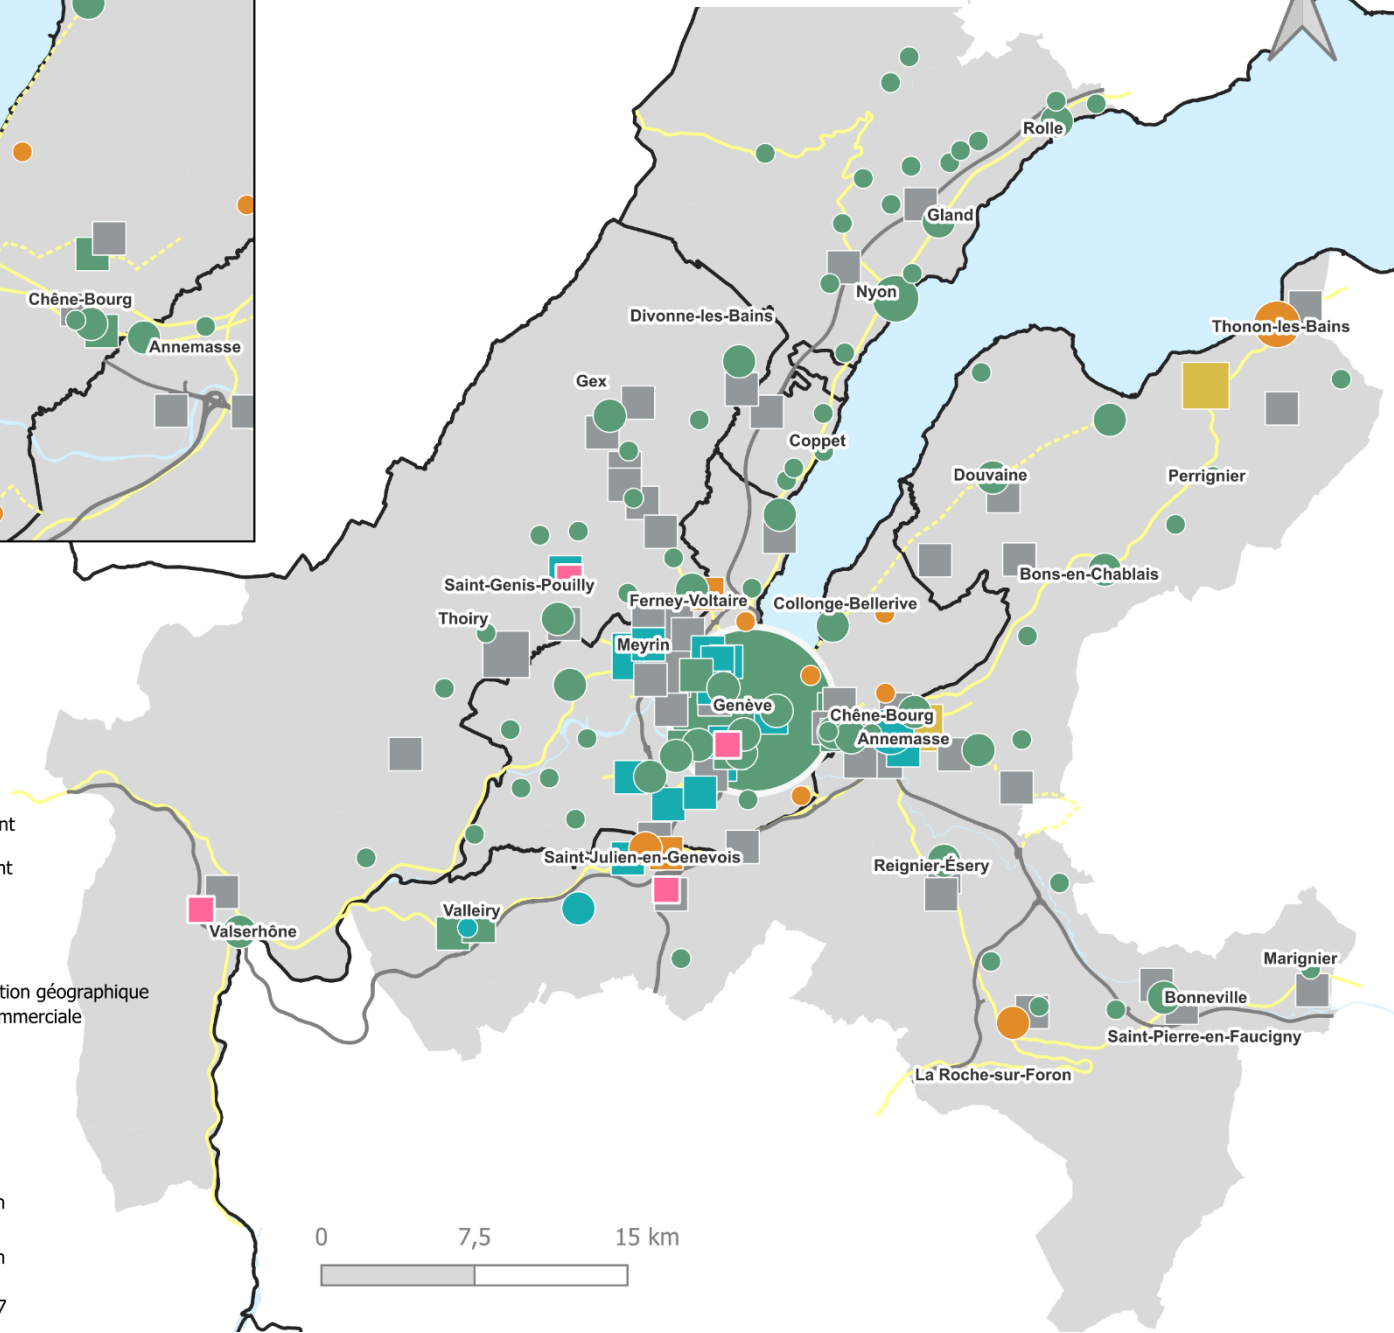 Chêne-Bourg
Annemasse
Rolle
Gland
Nyon
Divonne-les-Bains
Thonon-les-Bains
Gex
Coppet
Douvaine
Perrignier
Bons-en-Chablais
Saint-Genis-Pouilly
Ferney-Voltaire
Collonge-Bellerive
Thoiry
Meyrin
Genève
Chêne-Bourg
Annemasse
Saint-Julien-en-Genevois
Reignier-Ésery
Valleiry
Valserhône
Marignier
Bonneville
Saint-Pierre-en-Faucigny
La Roche-sur-Foron
nt
nt
tion géographique
mmerciale
n
n
7
0 7,5 15 km